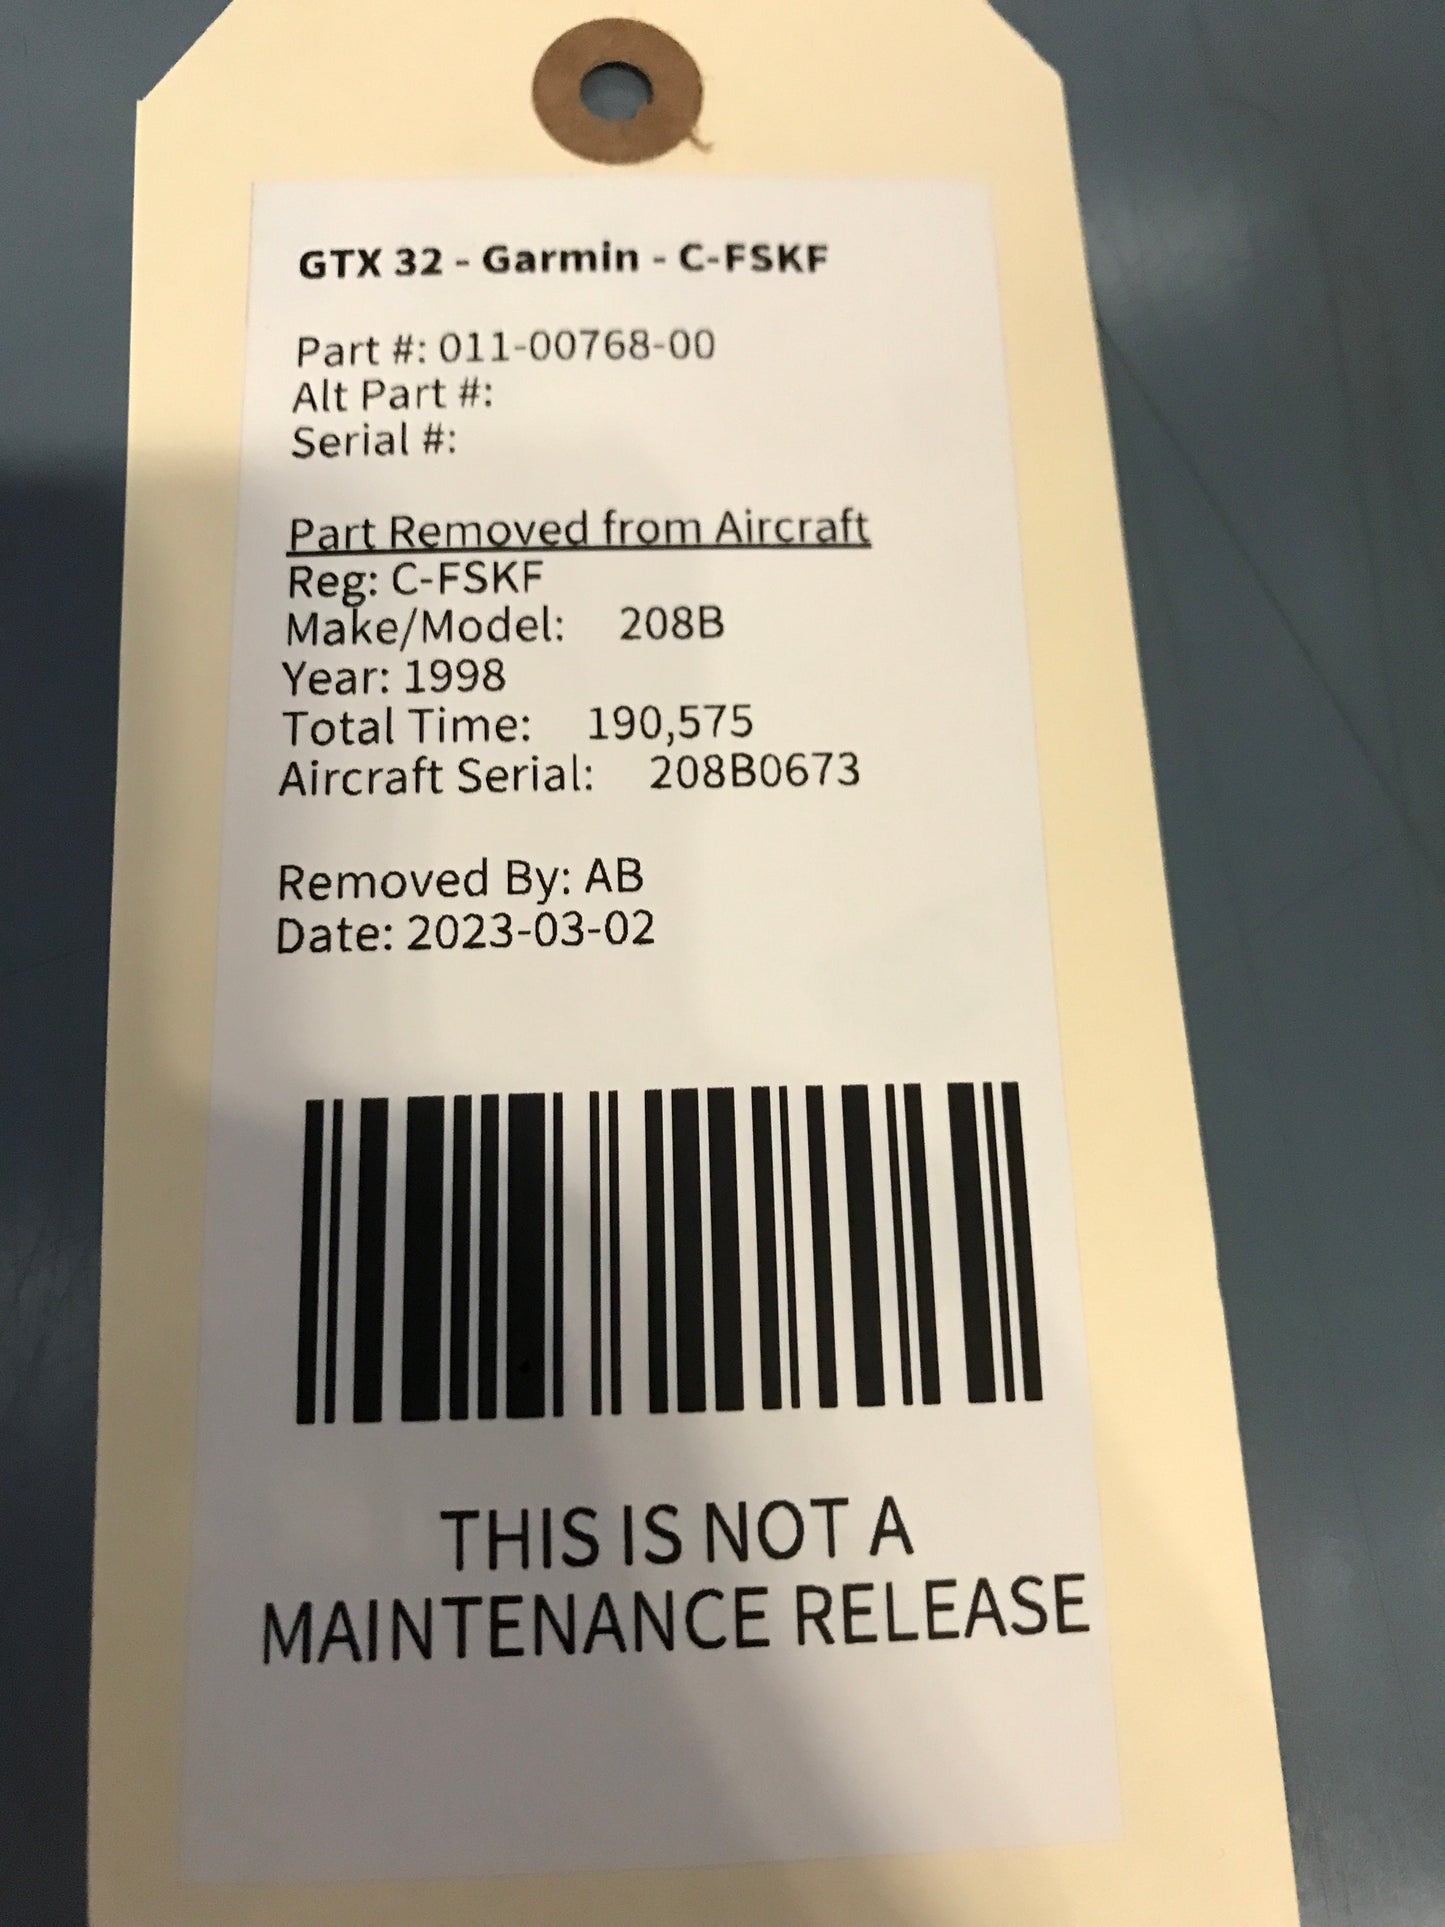 GTX 32 - Garmin - C-FSKF
Part #: 011-00768-00
Alt Part #:
Serial #:
Part Removed from Aircraft
Reg: C-FSKF
Make/Model: 208B
Year: 1998
Total Time: 190,575
Aircraft Serial: 208B0673
Removed By: AB
Date: 2023-03-02
THIS IS NOT A
MAINTENANCE RELEASE